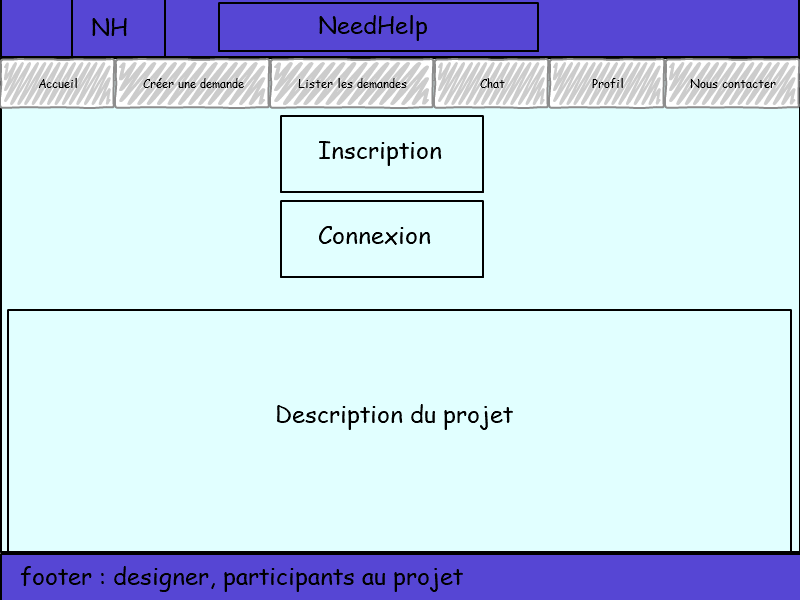 NH
NeedHelp
Accueil
Créer une demande
Lister les demandes
Chat
Profil
Nous contacter
Inscription
Connexion
Description du projet
footer : designer, participants au projet